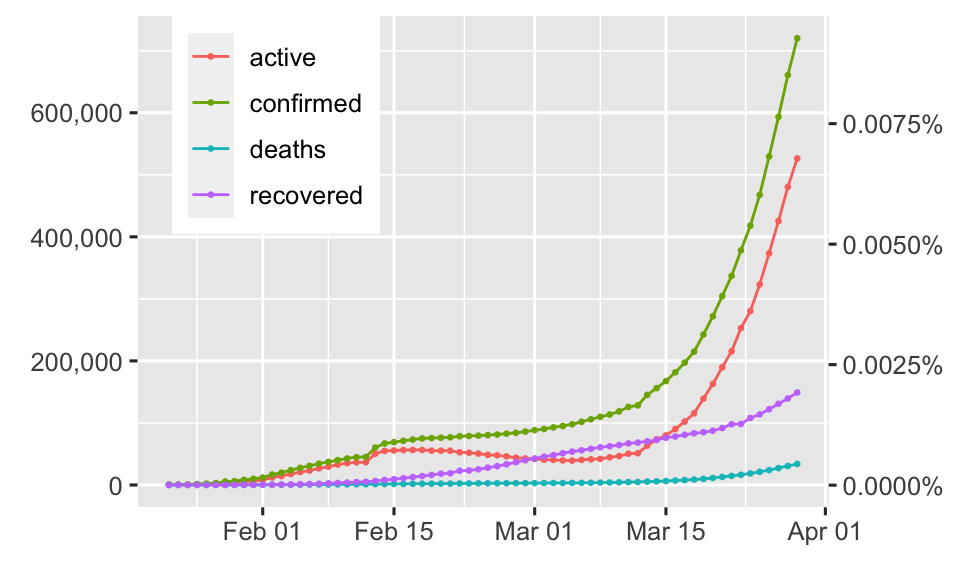 active
confirmed
deaths
recovered
600,000
400,000
200,000
0
0.0075%
0.0050%
0.0025%
0.0000%
Feb 01 Feb 15 Mar 01 Mar 15 Apr 01